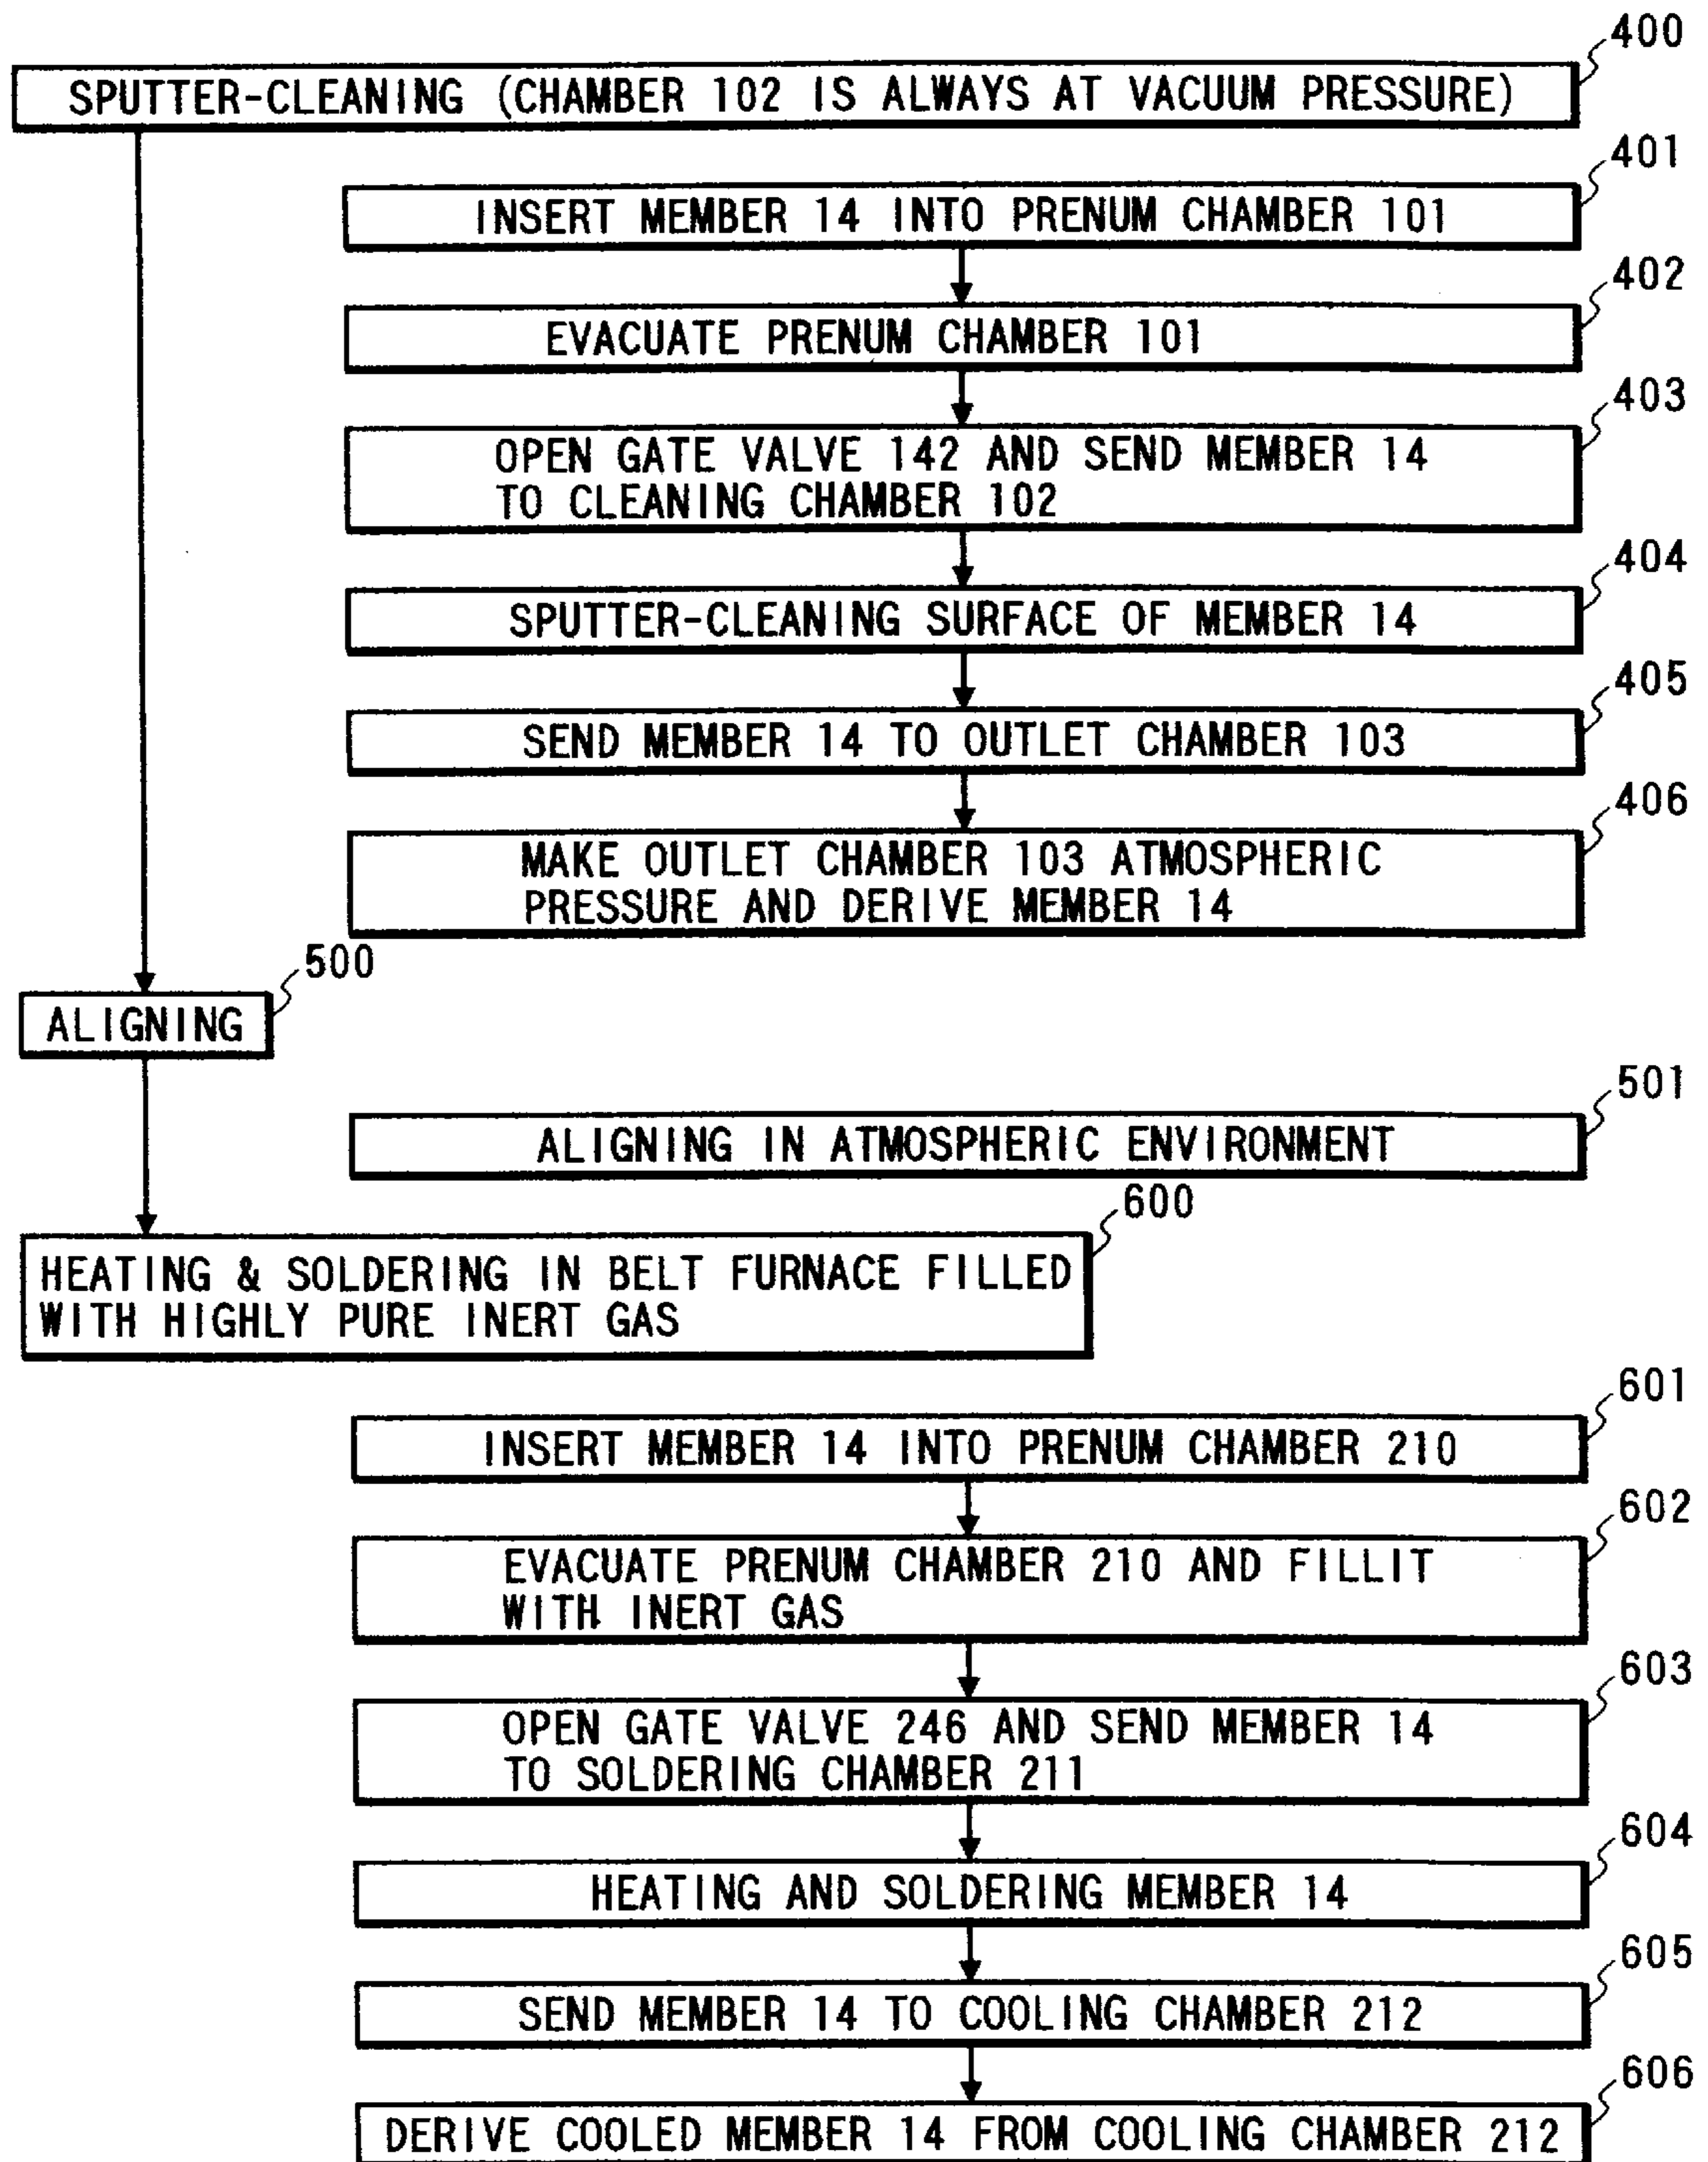 400
SPUTTER-CLEANING (CHAMBER 102 IS ALWAYS AT VACUUM PRESSURE)
401
INSERT MEMBER 14 INTO PRENUM CHAMBER 101
402
EVACUATE PRENUM CHAMBER 101
403
OPEN GATE VALVE 142 AND SEND MEMBER 14
TO CLEANING CHAMBER 102
404
SPUTTER-CLEANING SURFACE OF MEMBER 14
405
SEND MEMBER 14 TO OUTLET CHAMBER 103
406
MAKE OUTLET CHAMBER 103 ATMOSPHERIC
PRESSURE AND DERIVE MEMBER 14
500
ALIGNING
501
ALIGNING IN ATMOSPHERIC ENVIRONMENT
600
HEATING & SOLDERING IN BELT FURNACE FILLED
WITH HIGHLY PURE INERT GAS
601
INSERT MEMBER 14 INTO PRENUM CHAMBER 210
602
EVACUATE PRENUM CHAMBER 210 AND FILLIT
WITH INERT GAS
603
OPEN GATE VALVE 246 AND SEND MEMBER 14
TO SOLDERING CHAMBER 211
604
HEATING AND SOLDERING MEMBER 14
605
SEND MEMBER 14 TO COOLING CHAMBER 212
606
DERIVE COOLED MEMBER 14 FROM COOLING CHAMBER 212